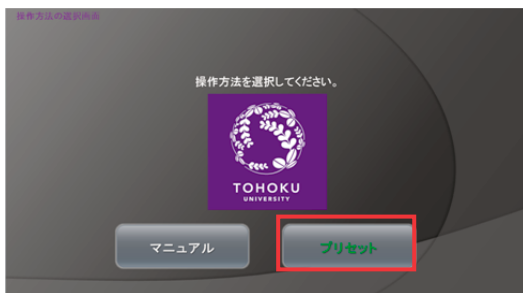 操作方法の選択画面
操作方法を選択してください。
TOHOKU
UNIVERSITY
マニュアル
プリセット